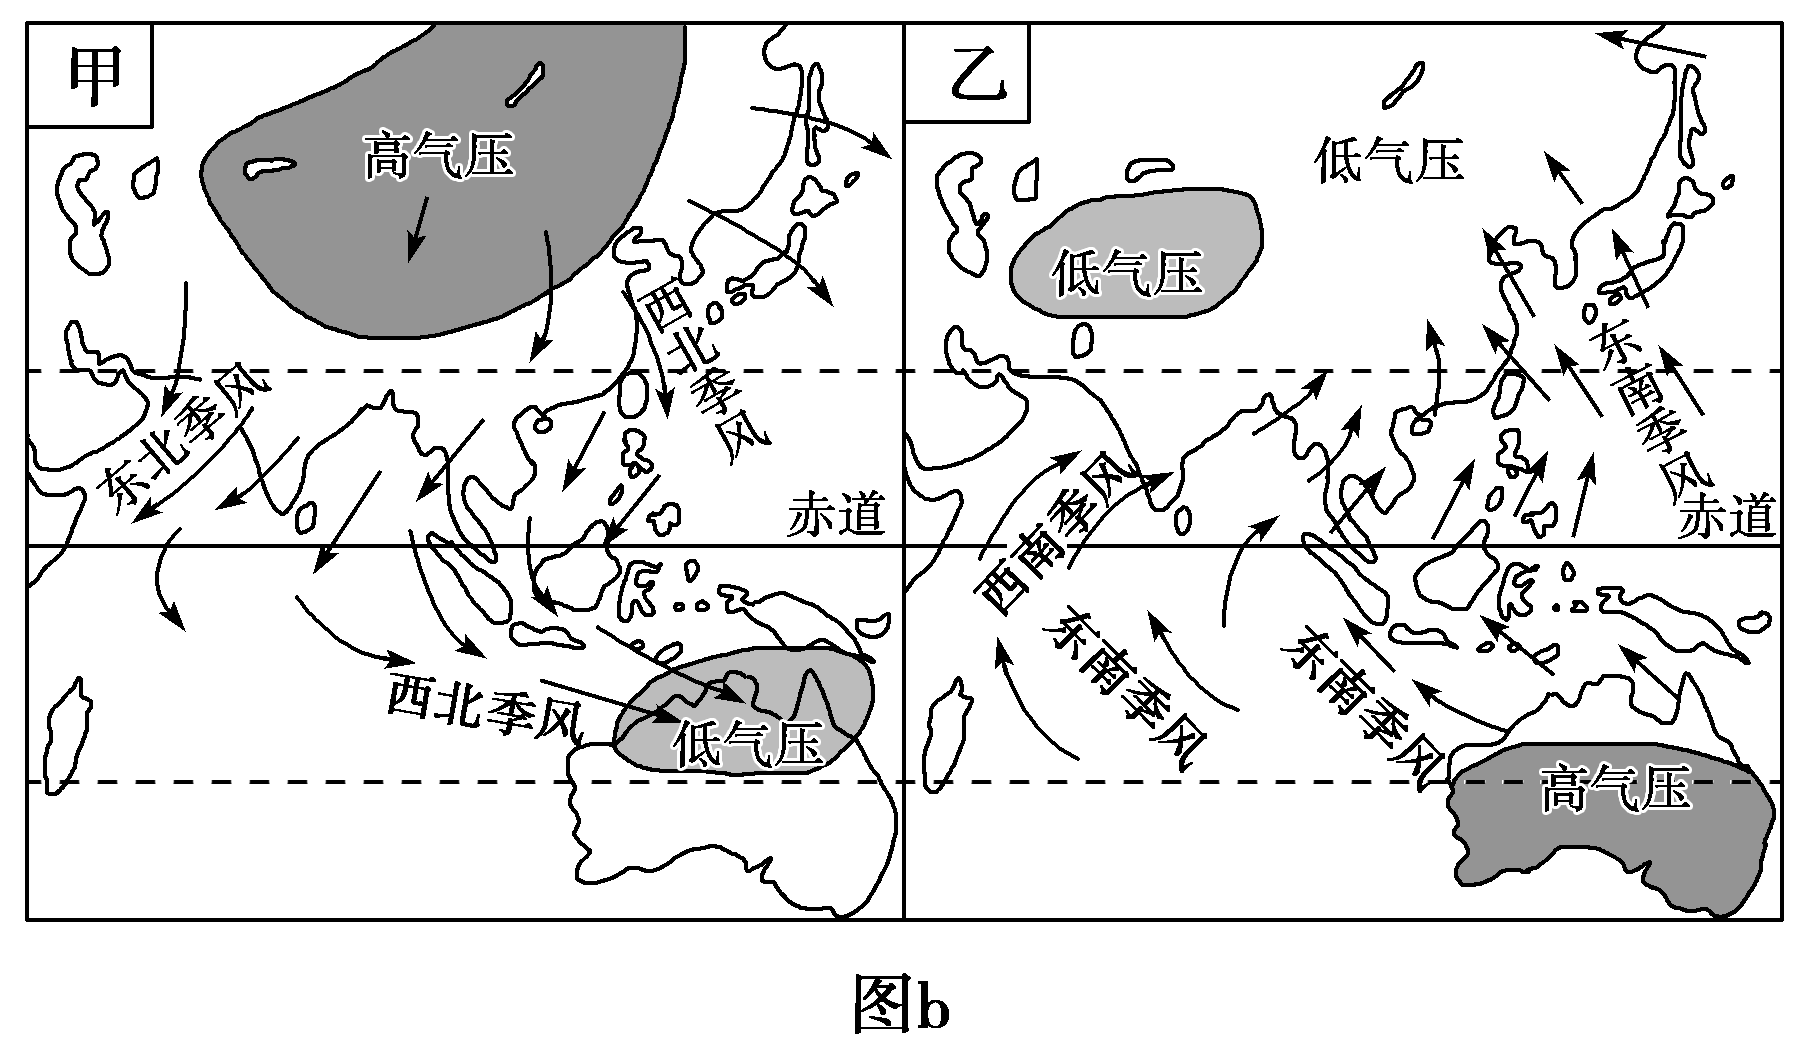 甲
高气压
西北季风
东北季风
赤道
西北季风
低气压
乙
低气压
低气压
东南季风
西南季风
赤道
东南季风
东南季风
高气压
图b